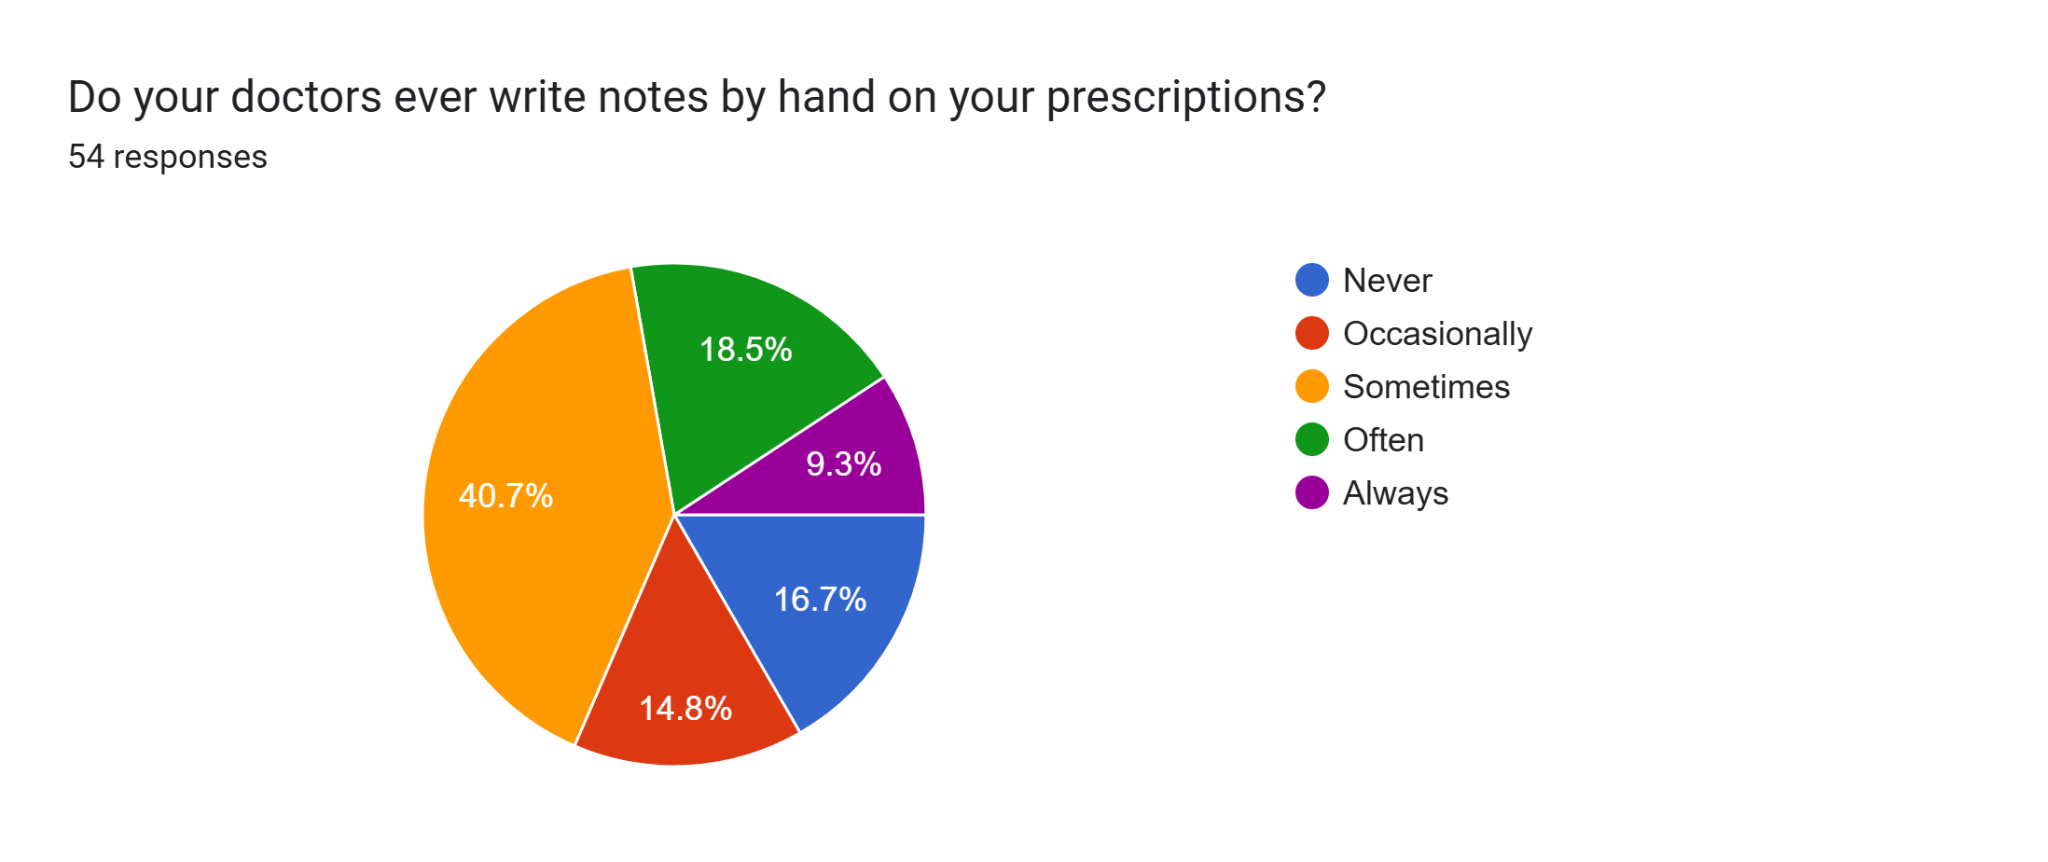 Do your doctors ever write notes by hand on your prescriptions?
54 responses
18.5%
9.3%
40.7%
16.7%
14.8%
Never
Occasionally
Sometimes
Often
Always